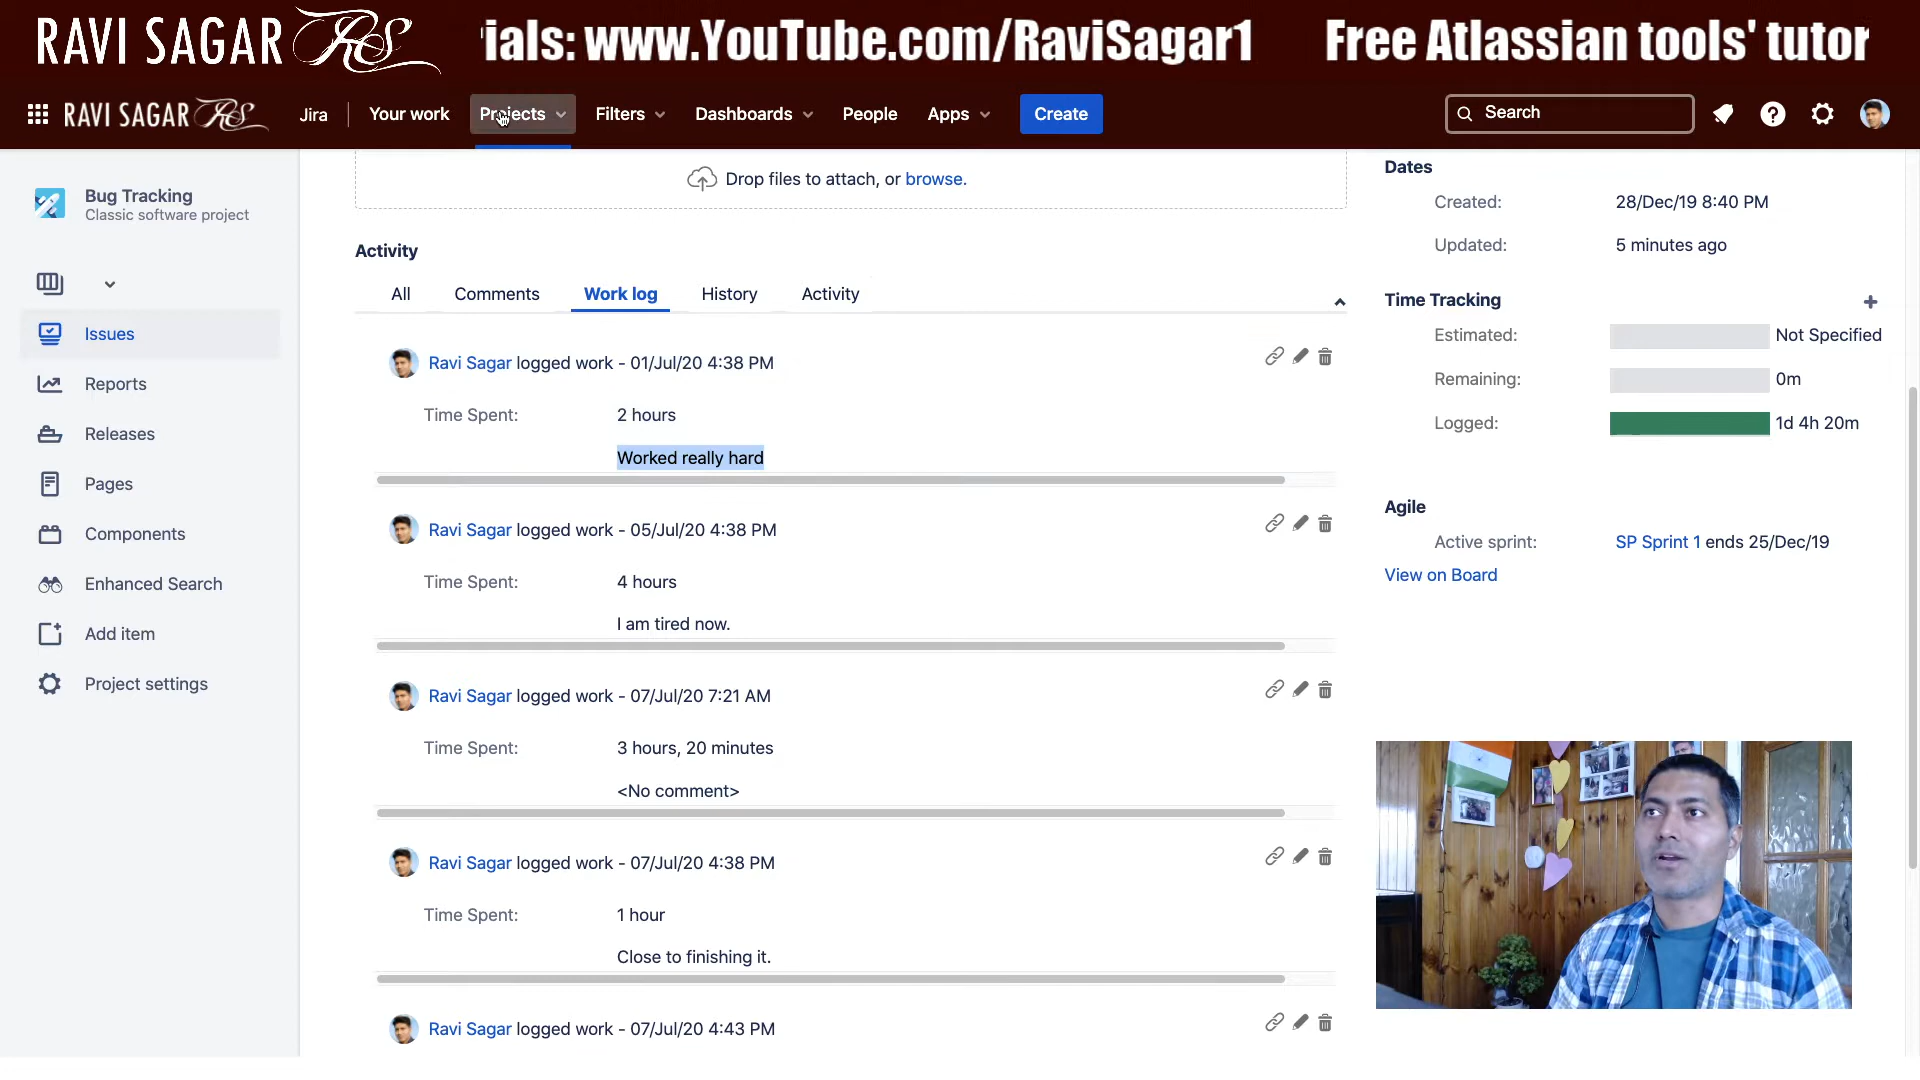 RAVI SAGAR RS
ials: www.YouTube.com/RaviSagar1 Free Atlassian tools' tutor
RAVI SAGAR RS Jira Your work Projects Filters Dashboards People Apps Create Search
Bug Tracking
Classic software project
Issues
Reports
Releases
Pages
Components
Enhanced Search
Add item
Project settings
Drop files to attach, or browse.
Activity
All Comments Work log History Activity
Ravi Sagar logged work - 01/Jul/20 4:38 PM
Time Spent: 2 hours
Worked really hard
Ravi Sagar logged work - 05/Jul/20 4:38 PM
Time Spent: 4 hours
I am tired now.
Ravi Sagar logged work - 07/Jul/20 7:21 AM
Time Spent: 3 hours, 20 minutes
<No comment>
Ravi Sagar logged work - 07/Jul/20 4:38 PM
Time Spent: 1 hour
Close to finishing it.
Ravi Sagar logged work - 07/Jul/20 4:43 PM
Dates
Created: 28/Dec/19 8:40 PM
Updated: 5 minutes ago
Time Tracking
Estimated: Not Specified
Remaining: 0m
Logged: 1d 4h 20m
Agile
Active sprint: SP Sprint 1 ends 25/Dec/19
View on Board